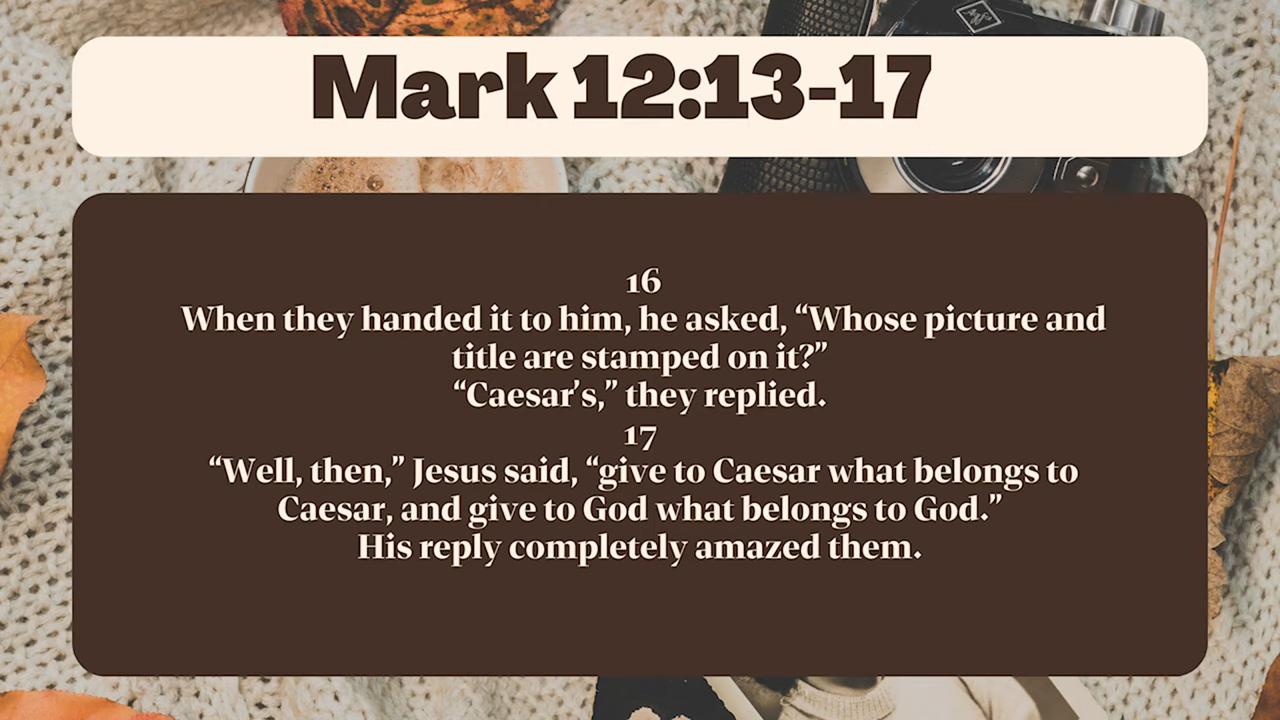 Mark 12:13-17
16
When they handed it to him, he asked, “Whose picture and
title are stamped on it?”
“Caesar’s,” they replied.
17
“Well, then,” Jesus said, “give to Caesar what belongs to
Caesar, and give to God what belongs to God.”
His reply completely amazed them.